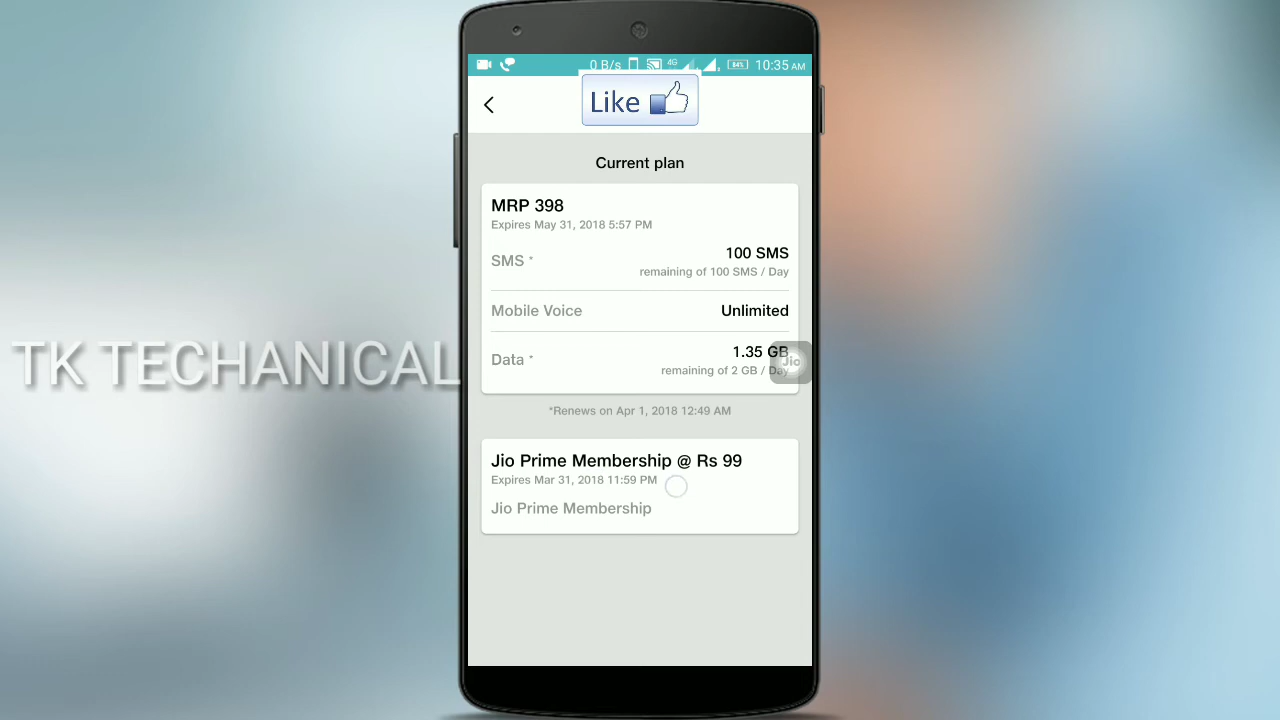 0 B/s 4G 84% 10:35 AM
Like
Current plan
MRP 398
Expires May 31, 2018 5:57 PM
SMS * 100 SMS
remaining of 100 SMS / Day
Mobile Voice Unlimited
Data * 1.35 GB
remaining of 2 GB / Day
Jio
*Renews on Apr 1, 2018 12:49 AM
Jio Prime Membership @ Rs 99
Expires Mar 31, 2018 11:59 PM
Jio Prime Membership
TK TECHANICAL